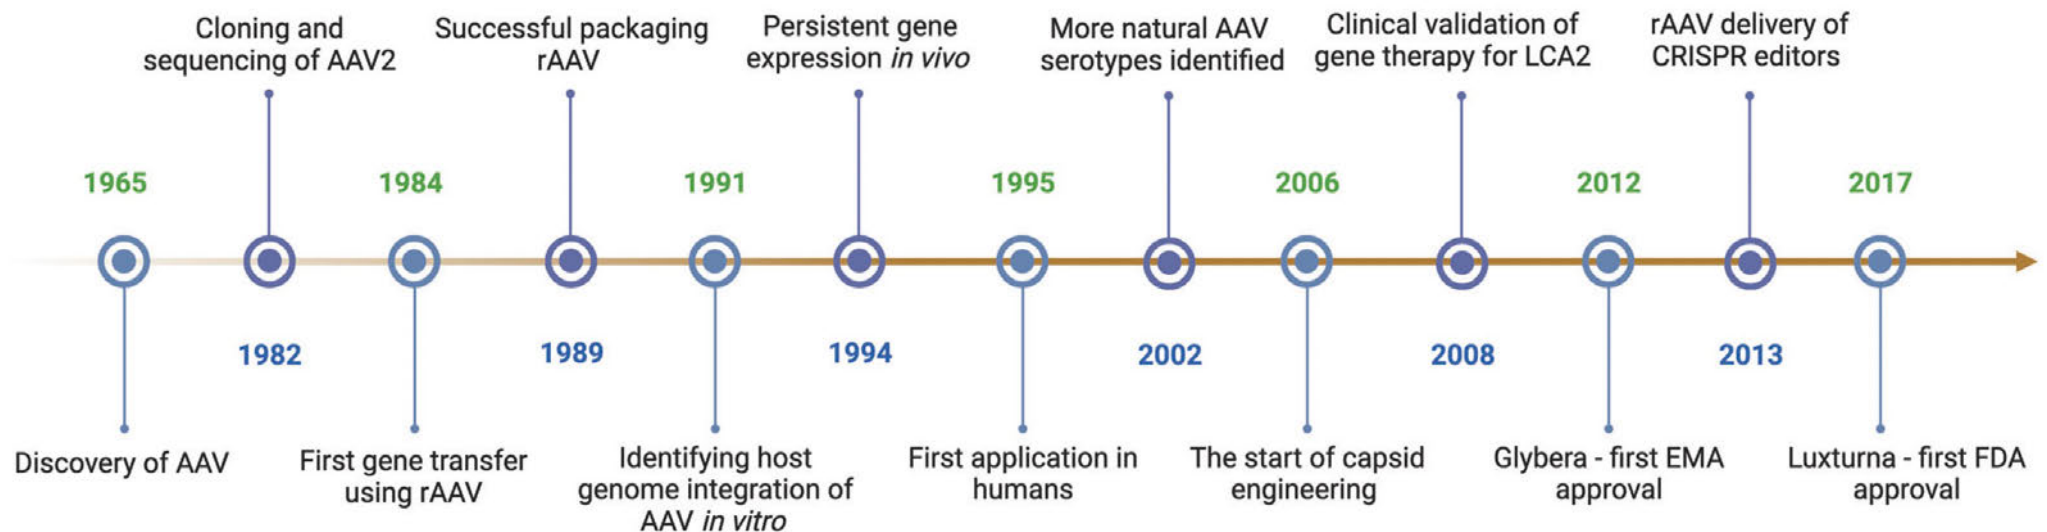 Cloning and
sequencing of AAV2
Successful packaging
rAAV
Persistent gene
expression in vivo
More natural AAV
serotypes identified
Clinical validation of
gene therapy for LCA2
rAAV delivery of
CRISPR editors
1965
1984
1991
1995
2006
2012
2017
1982
1989
1994
2002
2008
2013
Discovery of AAV
First gene transfer
using rAAV
Identifying host
genome integration of
AAV in vitro
First application in
humans
The start of capsid
engineering
Glybera - first EMA
approval
Luxturna - first FDA
approval